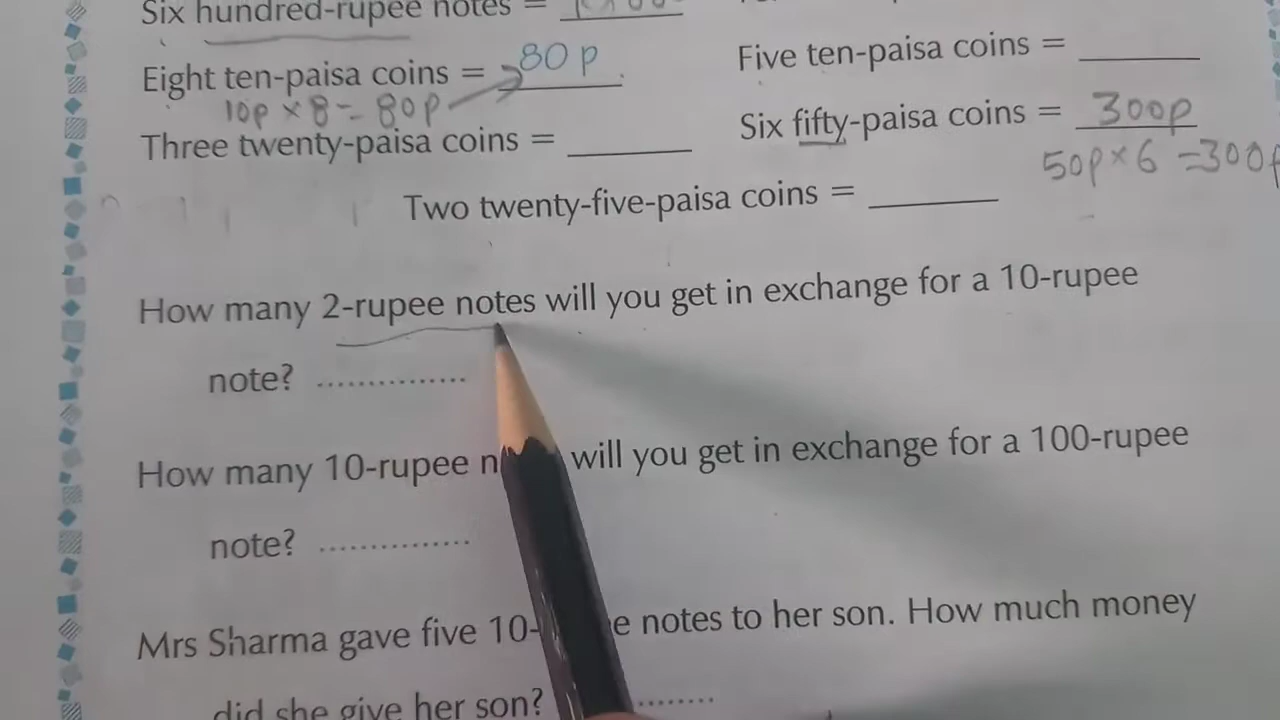 Six hundred-rupee notes =
Eight ten-paisa coins = 80 p
10p × 8 = 80p
Five ten-paisa coins = ________
Three twenty-paisa coins = ________
Six fifty-paisa coins = 300p
50p × 6 = 300p
Two twenty-five-paisa coins = ________
How many 2-rupee notes will you get in exchange for a 10-rupee
note? ...............
How many 10-rupee will you get in exchange for a 100-rupee
note? ...............
Mrs Sharma gave five 10- notes to her son. How much money
did she give her son? ........